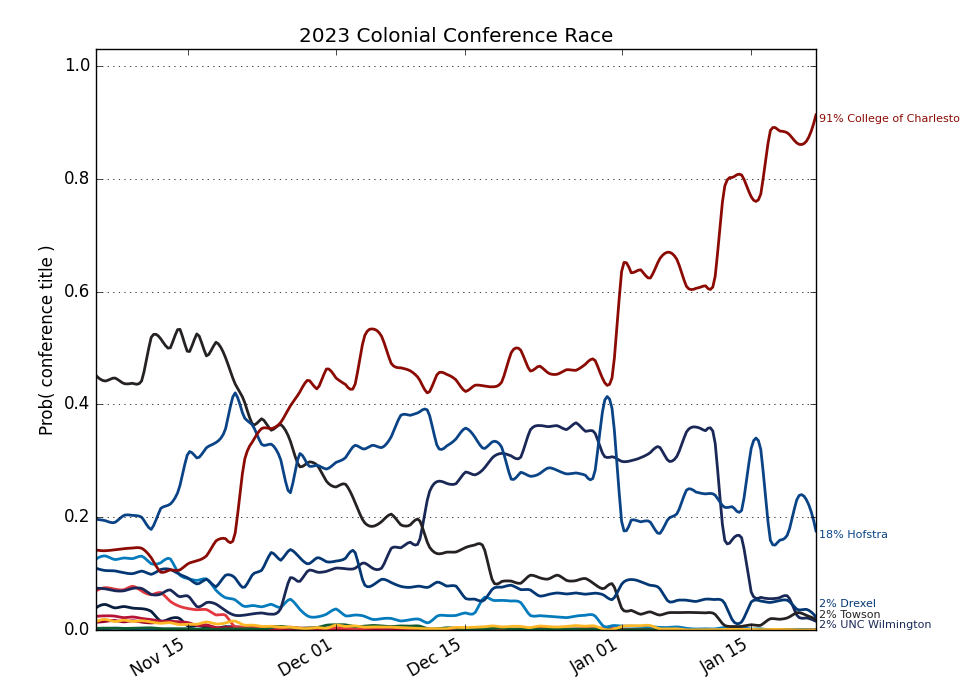 2023 Colonial Conference Race
Prob( conference title )
1.0
0.8
0.6
0.4
0.2
0.0
Nov 15
Dec 01
Dec 15
Jan 01
Jan 15
91% College of Charlesto
18% Hofstra
2% Drexel
2% Towson
2% UNC Wilmington